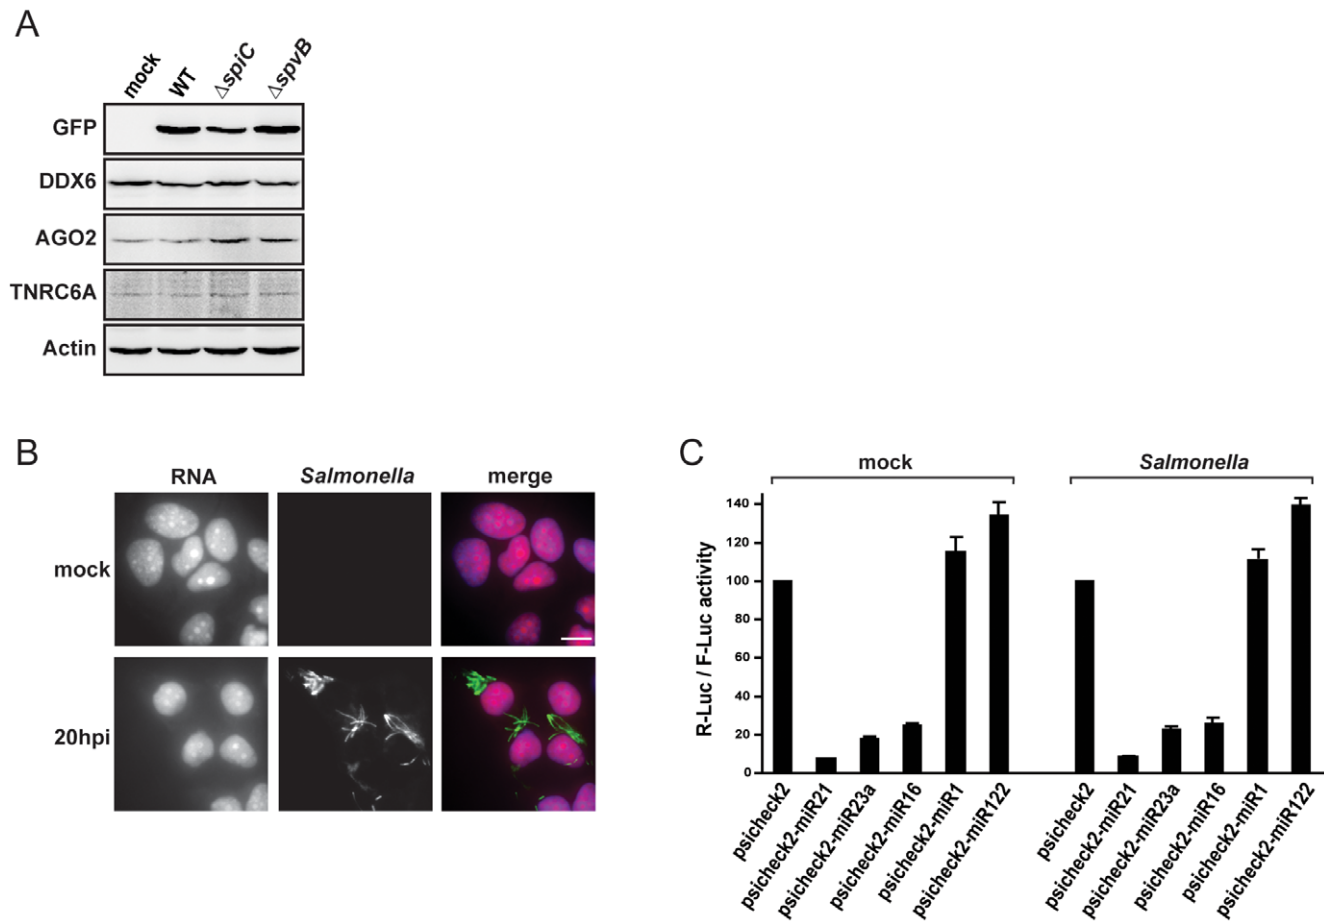 A
mock WT ΔspiC ΔspvB
GFP
DDX6
AGO2
TNRC6A
Actin
B
RNA Salmonella merge
mock
20hpi
C
mock Salmonella
R-Luc / F-Luc activity
140
120
100
80
60
40
20
0
psicheck2 psicheck2-miR21 psicheck2-miR23a psicheck2-miR16 psicheck2-miR1 psicheck2-miR122 psicheck2 psicheck2-miR21 psicheck2-miR23a psicheck2-miR16 psicheck2-miR1 psicheck2-miR122